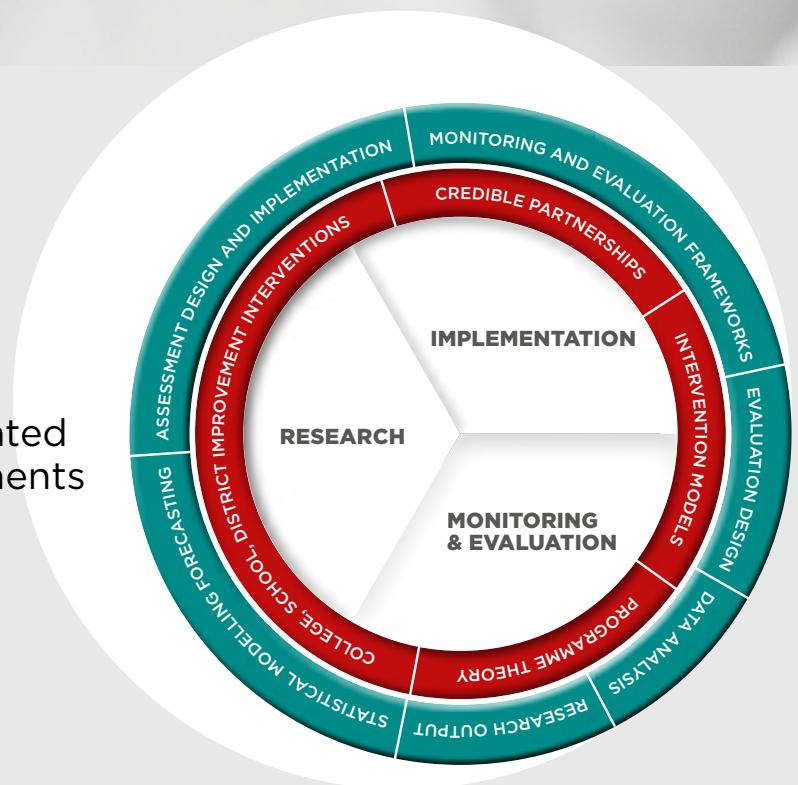 ASSESSMENT DESIGN AND IMPLEMENTATION
MONITORING AND EVALUATION FRAMEWORKS
EVALUATION DESIGN
DATA ANALYSIS
RESEARCH OUTPUT
STATISTICAL MODELLING FORECASTING
COLLEGE, SCHOOL, DISTRICT IMPROVEMENT INTERVENTIONS
CREDIBLE PARTNERSHIPS
INTERVENTION MODELS
PROGRAMME THEORY
IMPLEMENTATION
RESEARCH
MONITORING
& EVALUATION